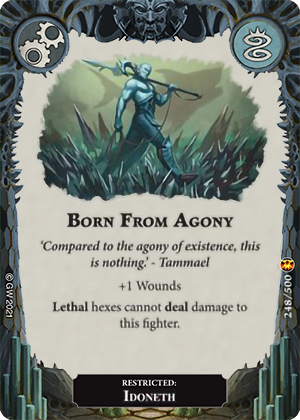 BORN FROM AGONY
‘Compared to the agony of existence, this
is nothing.’ - Tammael
+1 Wounds
Lethal hexes cannot deal damage to
this fighter.
© GW 2021
248/500
RESTRICTED:
IDONETH